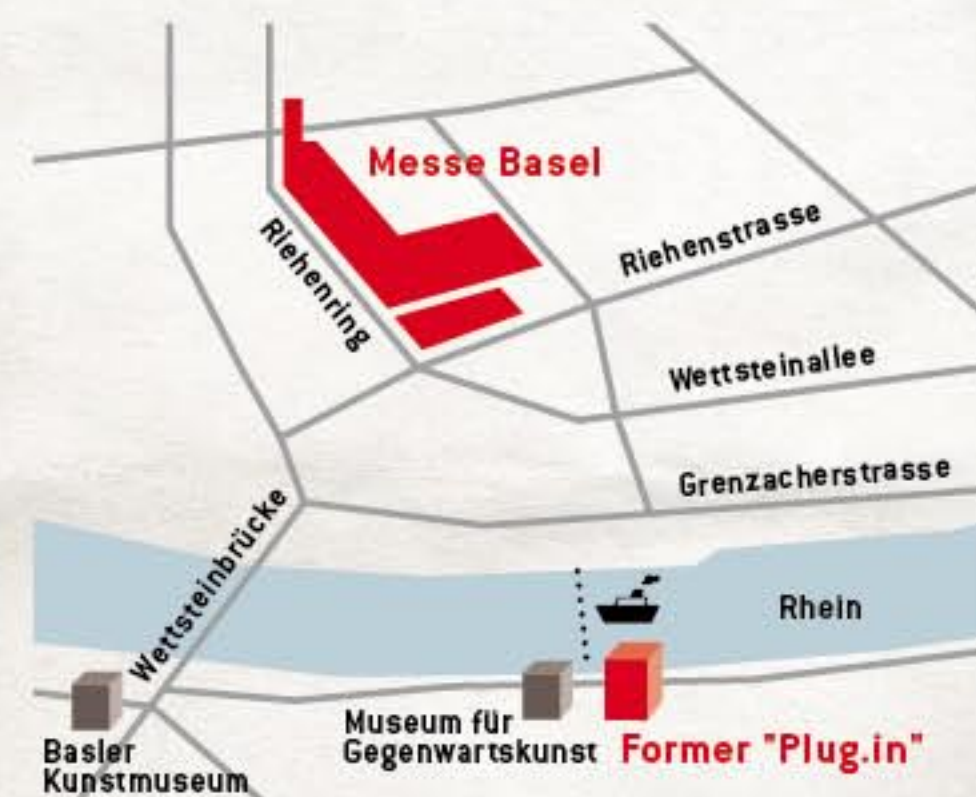 Messe Basel
Riehenring
Riehenstrasse
Wettsteinallee
Grenzacherstrasse
Wettsteinbrücke
Rhein
Basler
Kunstmuseum
Museum für
Gegenwartskunst
Former "Plug.in"